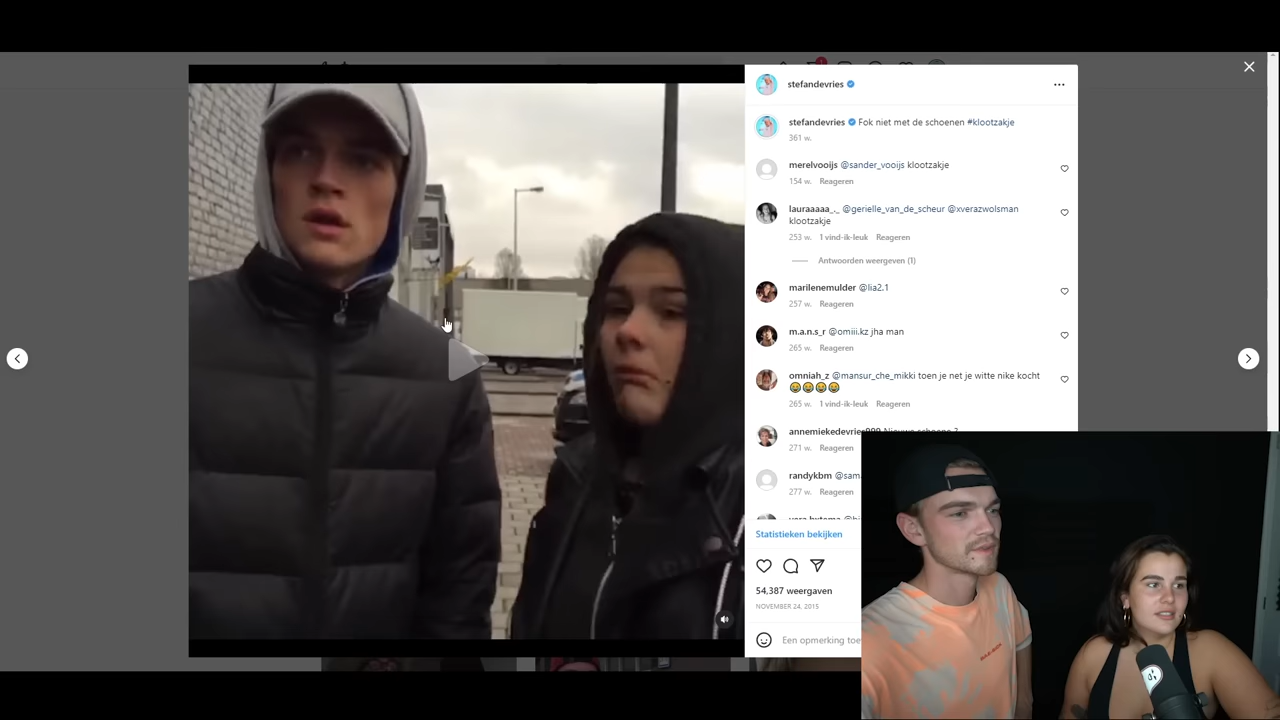 stefandevries
stefandevries Fok niet met de schoenen #klootzakje
361 w.
merelvooijs @sander_vooijs klootzakje
154 w. Reageren
lauraaaaa_._ @gerielle_van_de_scheur @xverazwolsman
klootzakje
253 w. 1 vind-ik-leuk Reageren
Antwoorden weergeven (1)
marilenemulder @lia2.1
257 w. Reageren
m.a.n.s_r @omiii.kz jha man
265 w. Reageren
omniah_z @mansur_che_mikki toen je net je witte nike kocht
😂😂😂😂
265 w. 1 vind-ik-leuk Reageren
271 w. Reageren
randykbm
277 w. Reageren
Statistieken bekijken
54,387 weergaven
NOVEMBER 24, 2015
Een opmerking